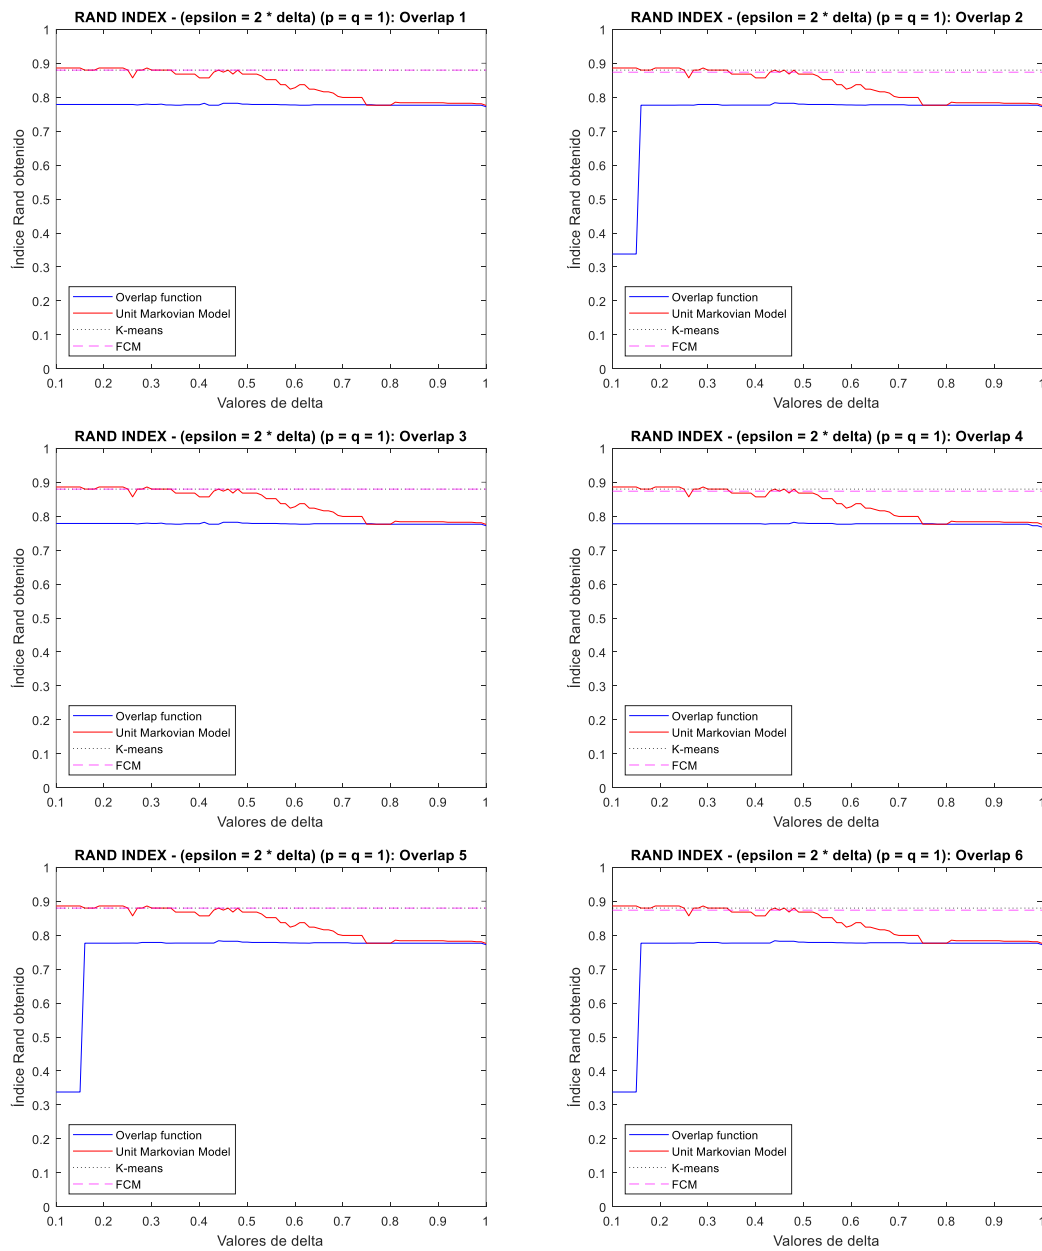 RAND INDEX - (epsilon = 2 * delta) (p = q = 1): Overlap 1
1
0.9
0.8
0.7
0.6
0.5
0.4
0.3
0.2
0.1
0
Índice Rand obtenido
Overlap function
Unit Markovian Model
K-means
FCM
0.1 0.2 0.3 0.4 0.5 0.6 0.7 0.8 0.9 1
Valores de delta
RAND INDEX - (epsilon = 2 * delta) (p = q = 1): Overlap 2
1
0.9
0.8
0.7
0.6
0.5
0.4
0.3
0.2
0.1
0
Índice Rand obtenido
Overlap function
Unit Markovian Model
K-means
FCM
0.1 0.2 0.3 0.4 0.5 0.6 0.7 0.8 0.9 1
Valores de delta
RAND INDEX - (epsilon = 2 * delta) (p = q = 1): Overlap 3
1
0.9
0.8
0.7
0.6
0.5
0.4
0.3
0.2
0.1
0
Índice Rand obtenido
Overlap function
Unit Markovian Model
K-means
FCM
0.1 0.2 0.3 0.4 0.5 0.6 0.7 0.8 0.9 1
Valores de delta
RAND INDEX - (epsilon = 2 * delta) (p = q = 1): Overlap 4
1
0.9
0.8
0.7
0.6
0.5
0.4
0.3
0.2
0.1
0
Índice Rand obtenido
Overlap function
Unit Markovian Model
K-means
FCM
0.1 0.2 0.3 0.4 0.5 0.6 0.7 0.8 0.9 1
Valores de delta
RAND INDEX - (epsilon = 2 * delta) (p = q = 1): Overlap 5
1
0.9
0.8
0.7
0.6
0.5
0.4
0.3
0.2
0.1
0
Índice Rand obtenido
Overlap function
Unit Markovian Model
K-means
FCM
0.1 0.2 0.3 0.4 0.5 0.6 0.7 0.8 0.9 1
Valores de delta
RAND INDEX - (epsilon = 2 * delta) (p = q = 1): Overlap 6
1
0.9
0.8
0.7
0.6
0.5
0.4
0.3
0.2
0.1
0
Índice Rand obtenido
Overlap function
Unit Markovian Model
K-means
FCM
0.1 0.2 0.3 0.4 0.5 0.6 0.7 0.8 0.9 1
Valores de delta